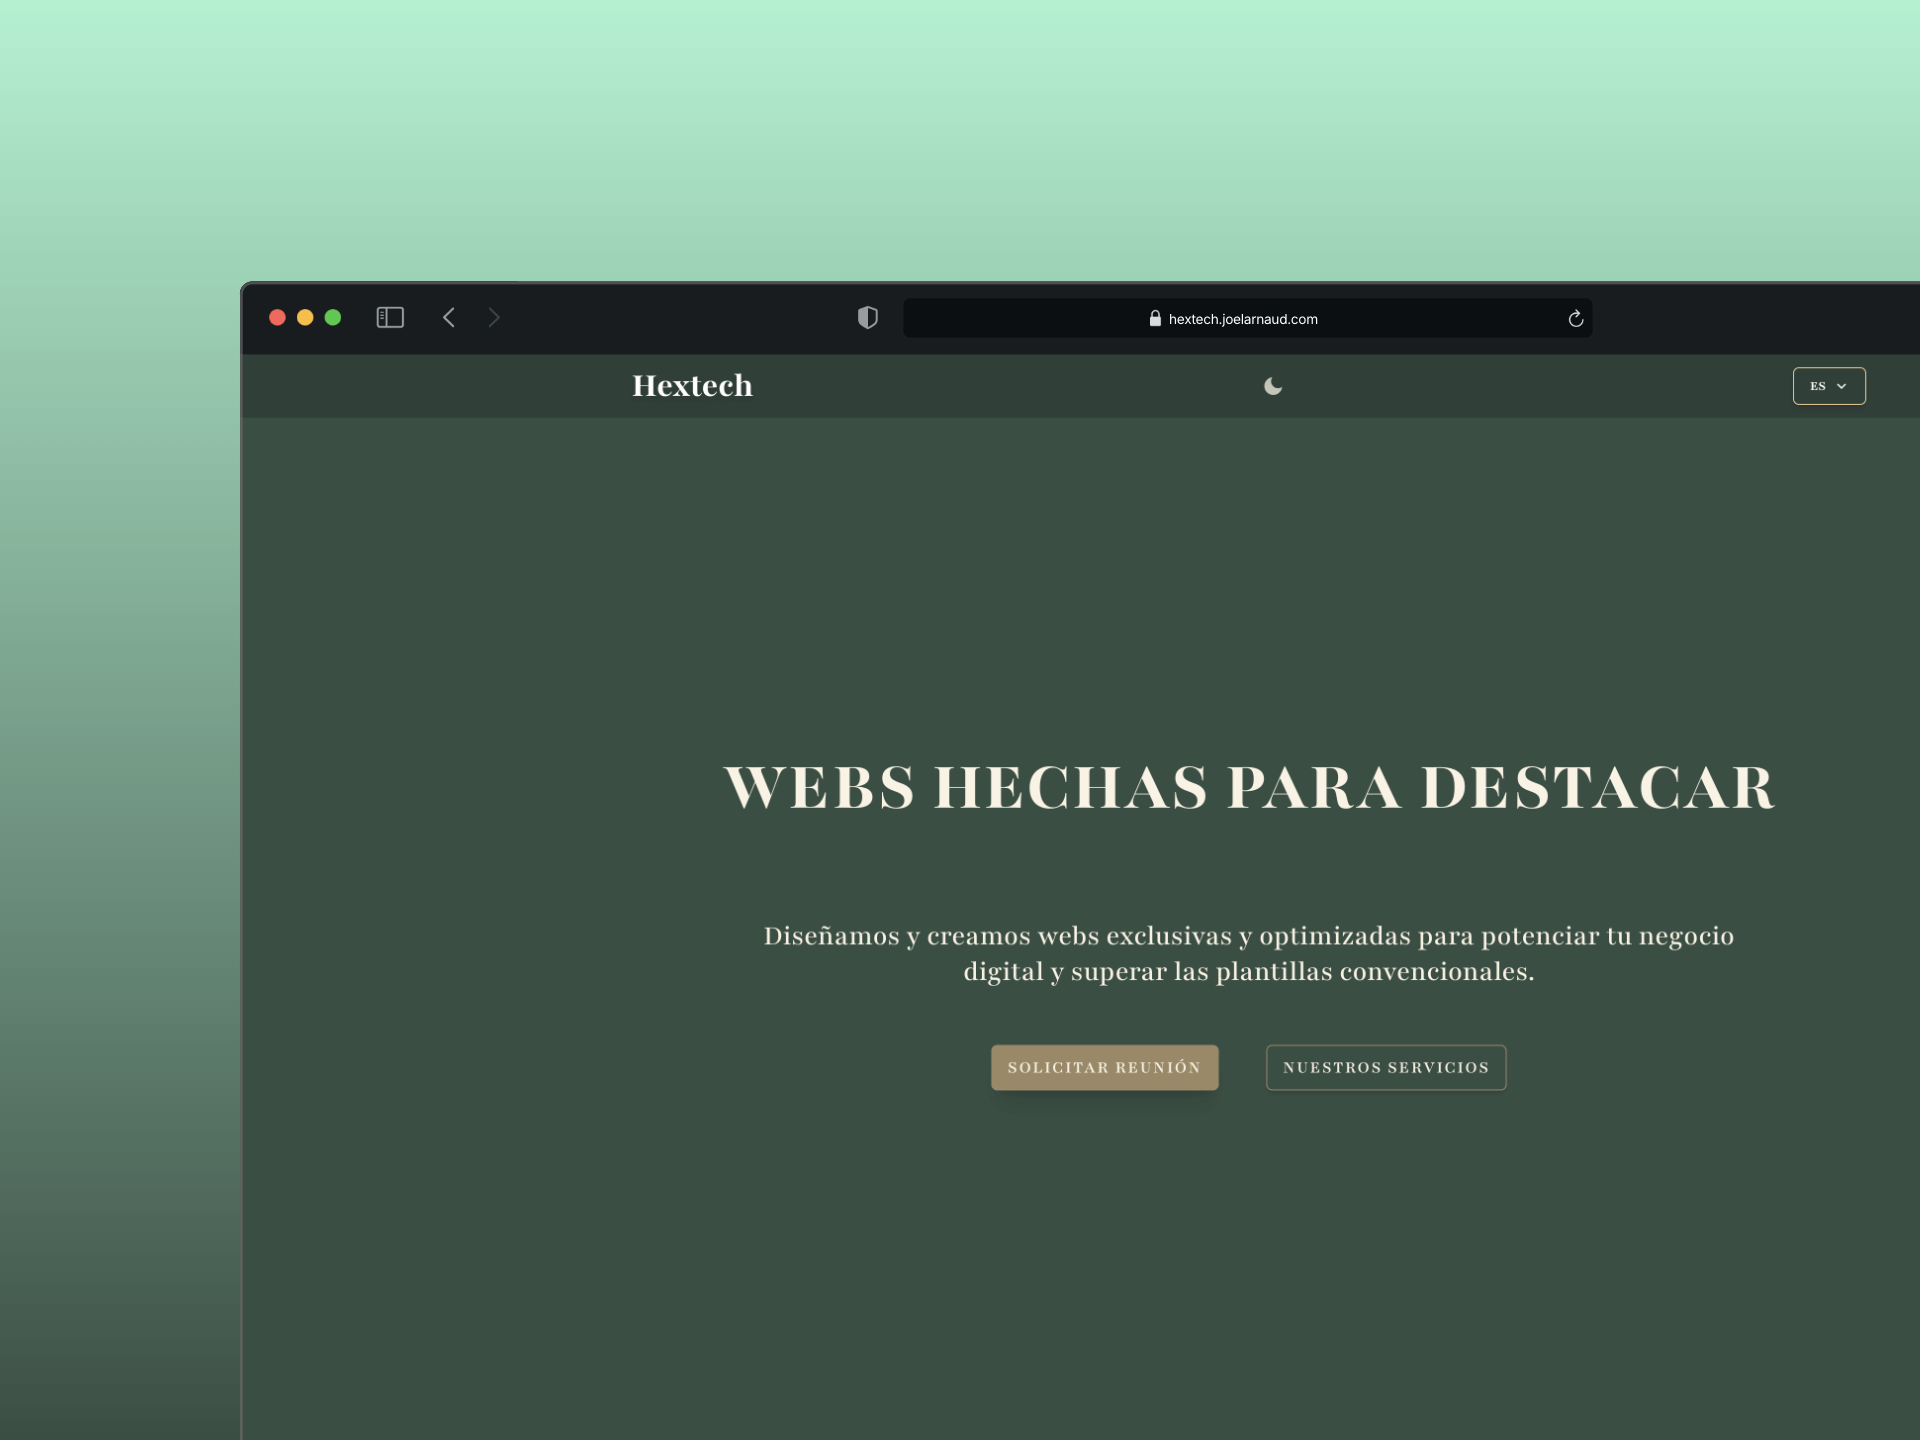 hextech.joelarnaud.com
Hextech
ES
WEBS HECHAS PARA DESTACAR
Diseñamos y creamos webs exclusivas y optimizadas para potenciar tu negocio
digital y superar las plantillas convencionales.
SOLICITAR REUNIÓN
NUESTROS SERVICIOS